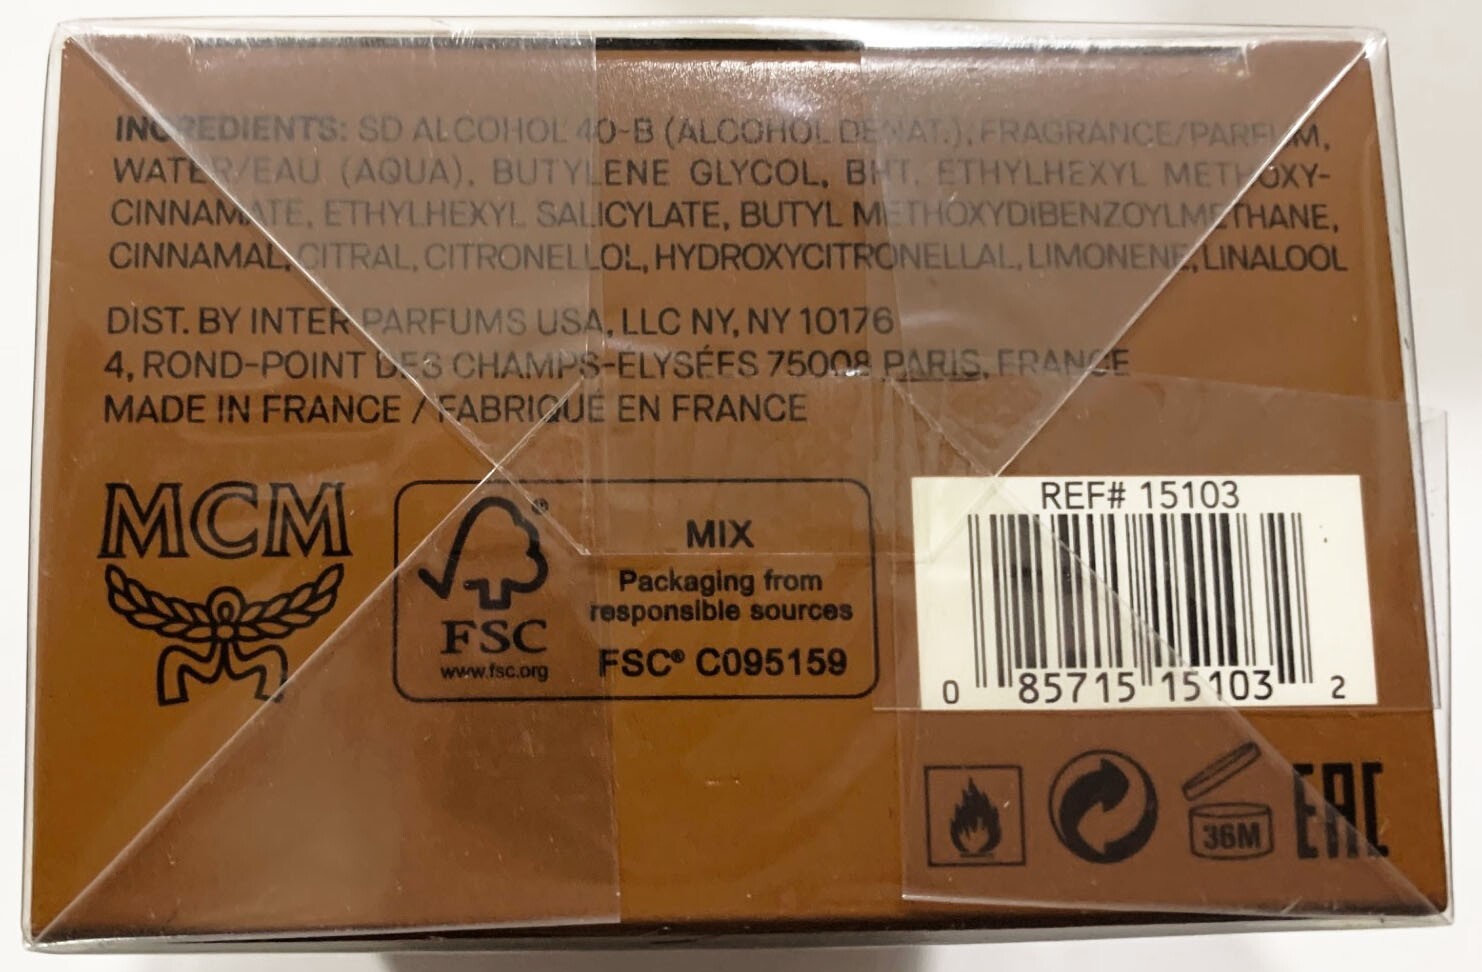 INGREDIENTS: SD ALCOHOL 40-B (ALCOHOL DENAT.), FRAGRANCE/PARFUM,
WATER/EAU (AQUA), BUTYLENE GLYCOL, BHT, ETHYLHEXYL METHOXY-
CINNAMATE, ETHYLHEXYL SALICYLATE, BUTYL METHOXYDIBENZOYLMETHANE,
CINNAMAL, CITRAL, CITRONELLOL, HYDROXYCITRONELLAL, LIMONENE, LINALOOL
DIST. BY INTER PARFUMS USA, LLC NY, NY 10176
4, ROND-POINT DES CHAMPS-ÉLYSÉES 75008 PARIS, FRANCE
MADE IN FRANCE / FABRIQUÉ EN FRANCE
MCM
FSC®
www.fsc.org
MIX
Packaging from
responsible sources
FSC® C095159
REF# 15103
0 85715 15103 2
36M
EAC